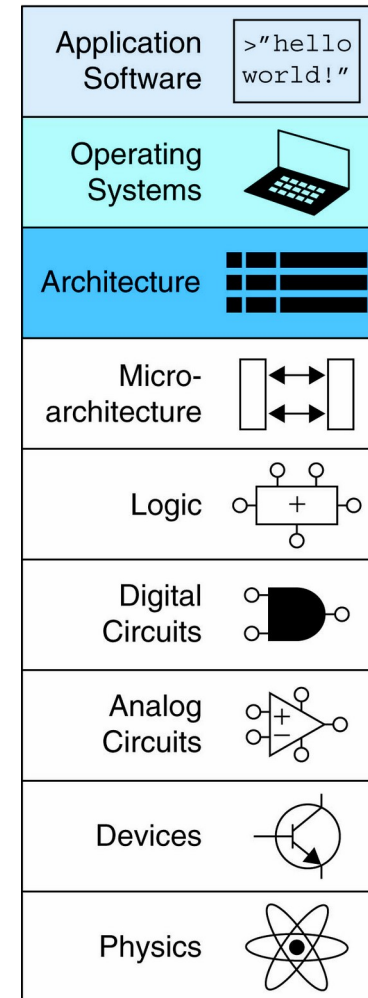 Application
Software
>"hello
world!"
Operating
Systems
Architecture
Micro-
architecture
Logic
+
Digital
Circuits
Analog
Circuits
+
−
Devices
Physics